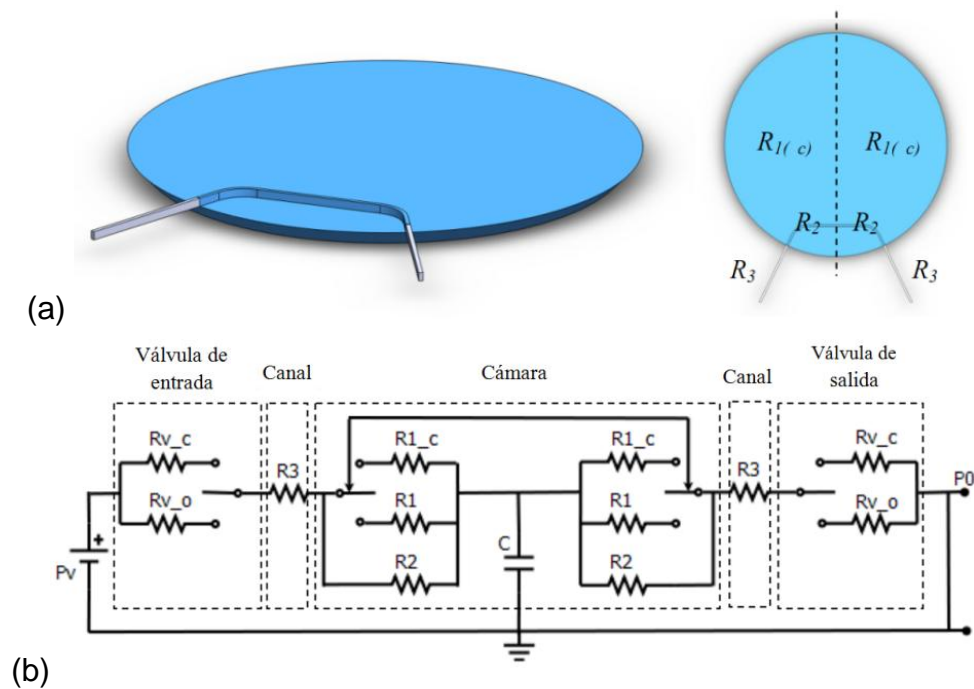 R1( c)
R1( c)
R2
R2
R3
R3
(a)
Válvula de
entrada
Canal
Cámara
Canal
Válvula de
salida
Rv_c
Rv_o
R3
R1_c
R1
R2
C
R1_c
R1
R2
R3
Rv_c
Rv_o
P0
+
Pv
(b)